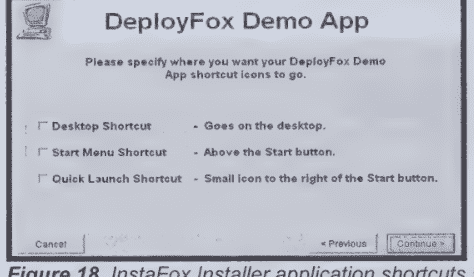 DeployFox Demo App
Please specify where you want your DeployFox Demo
App shortcut icons to go.
Desktop Shortcut - Goes on the desktop.
Start Menu Shortcut - Above the Start button.
Quick Launch Shortcut - Small icon to the right of the Start button.
Cancel < Previous Continue >
Figure 18. InstaFox Installer application shortcuts